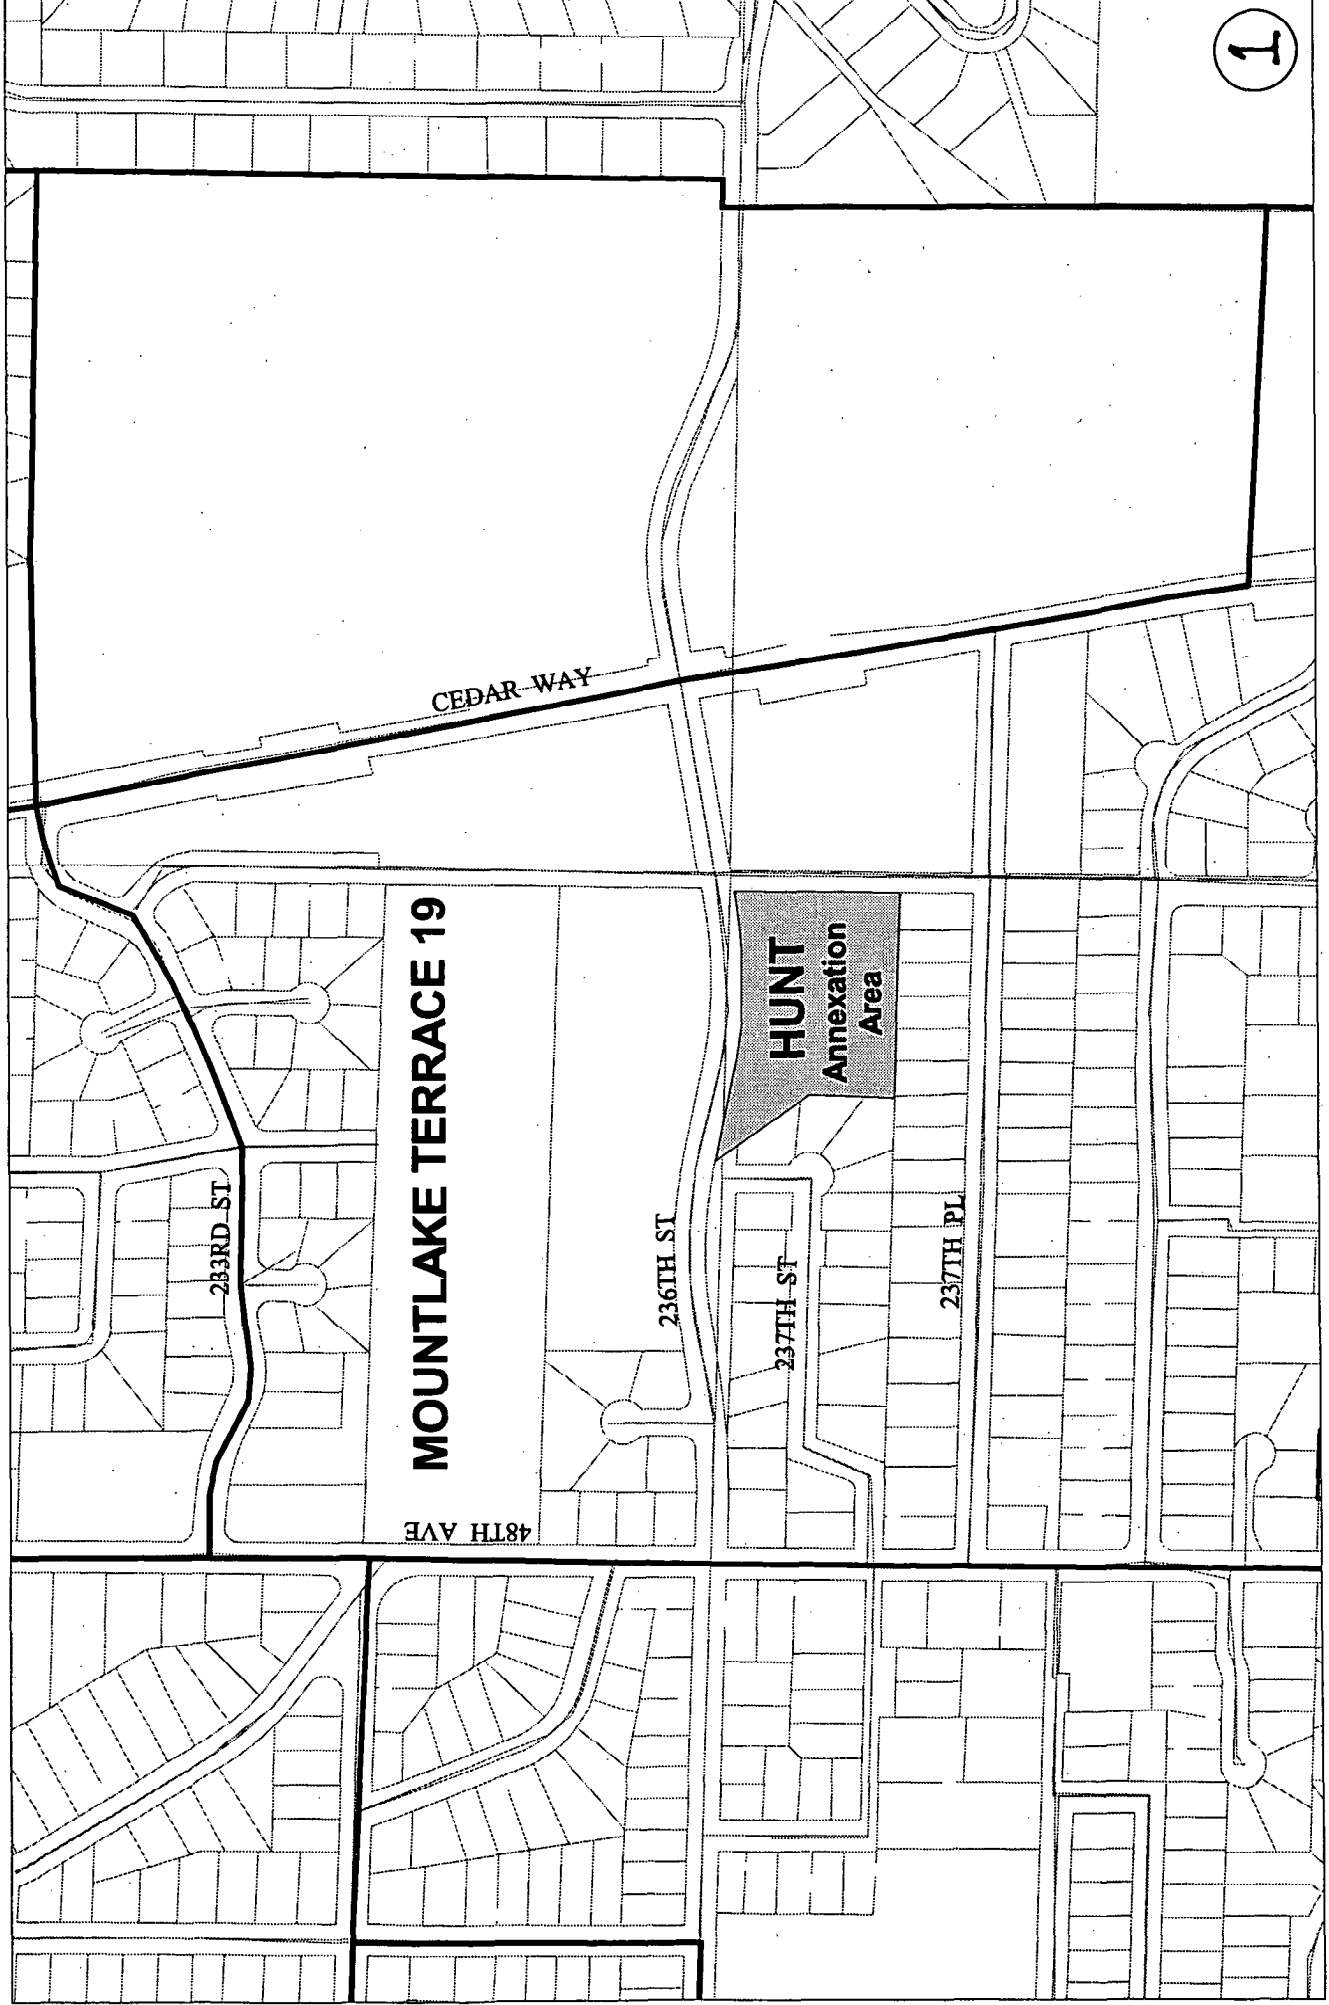 1
CEDAR WAY
MOUNTLAKE TERRACE 19
HUNT
Annexation
Area
233RD ST
236TH ST
237TH ST
237TH PL
48TH AVE